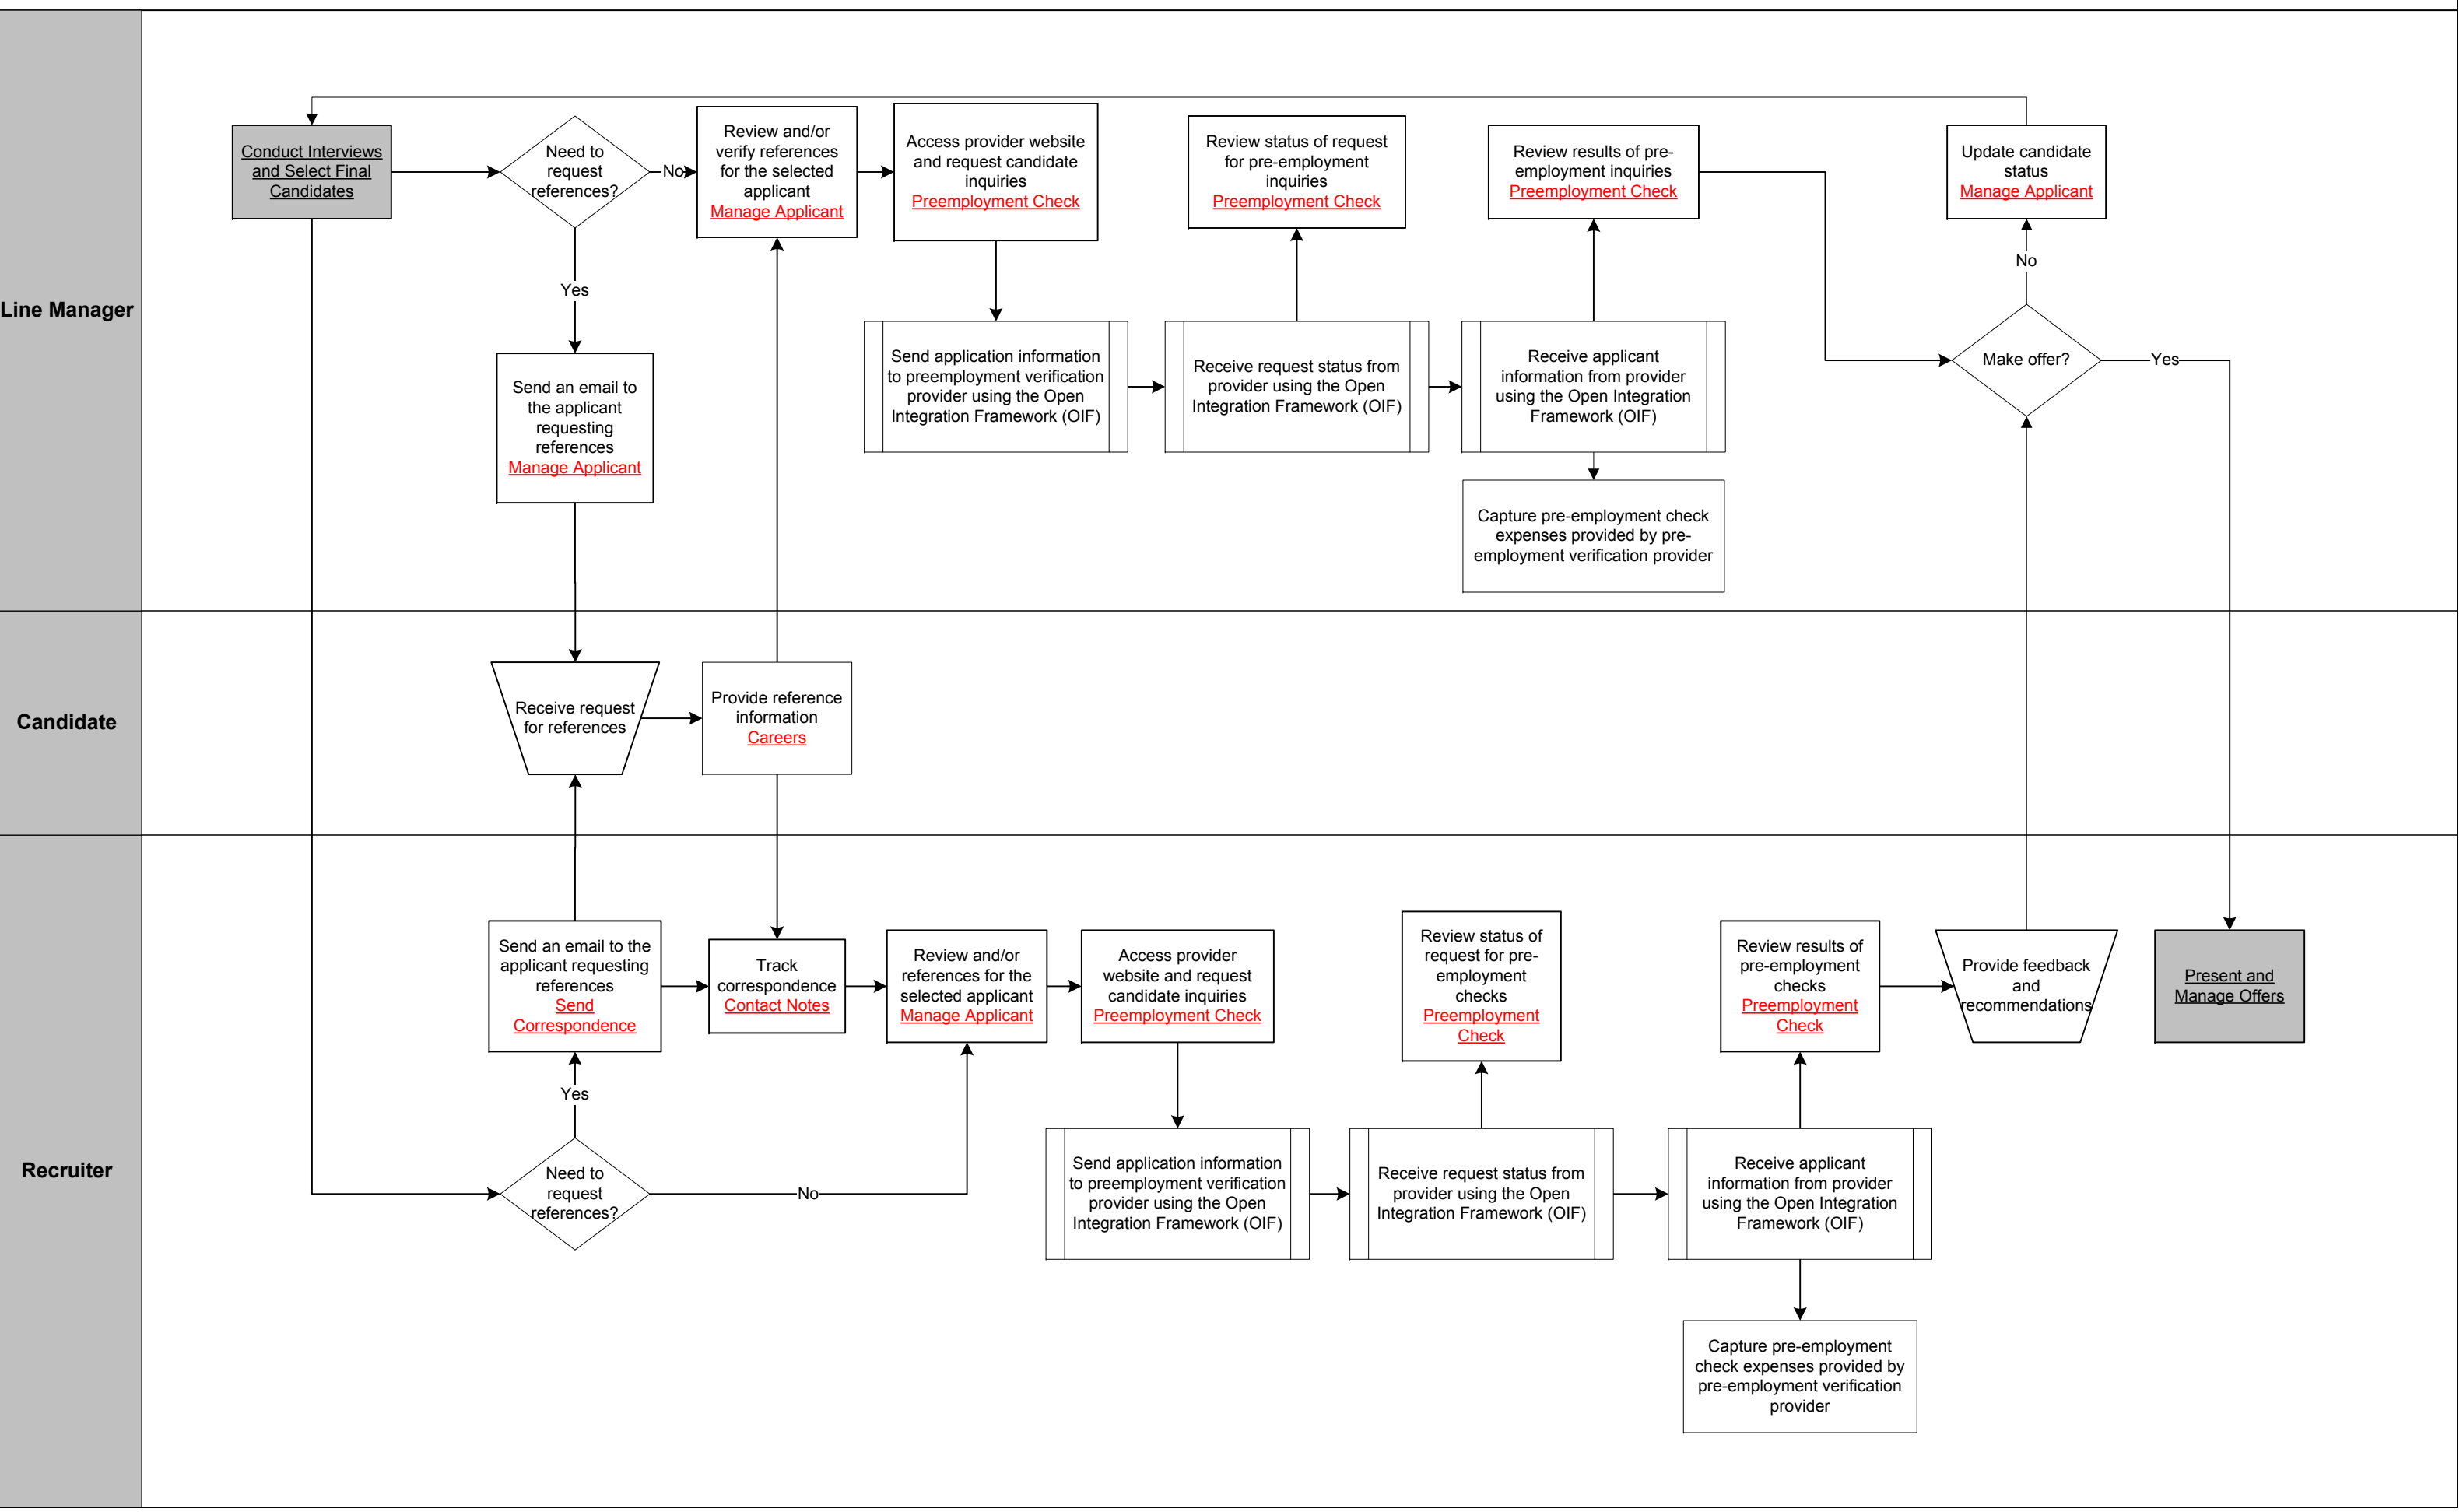 Line Manager
Conduct Interviews
and Select Final
Candidates
Need to
request
references?
No
Yes
Review and/or
verify references
for the selected
applicant
Manage Applicant
Access provider website
and request candidate
inquiries
Preemployment Check
Review status of request
for pre-employment
inquiries
Preemployment Check
Review results of pre-
employment inquiries
Preemployment Check
Update candidate
status
Manage Applicant
No
Make offer?
Yes
Send an email to
the applicant
requesting
references
Manage Applicant
Send application information
to preemployment verification
provider using the Open
Integration Framework (OIF)
Receive request status from
provider using the Open
Integration Framework (OIF)
Receive applicant
information from provider
using the Open Integration
Framework (OIF)
Capture pre-employment check
expenses provided by pre-
employment verification provider
Candidate
Receive request
for references
Provide reference
information
Careers
Recruiter
Send an email to the
applicant requesting
references
Send
Correspondence
Track
correspondence
Contact Notes
Review and/or
references for the
selected applicant
Manage Applicant
Access provider
website and request
candidate inquiries
Preemployment Check
Review status of
request for pre-
employment
checks
Preemployment
Check
Review results of
pre-employment
checks
Preemployment
Check
Provide feedback
and
recommendations
Present and
Manage Offers
Yes
Need to
request
references?
No
Send application information
to preemployment verification
provider using the Open
Integration Framework (OIF)
Receive request status from
provider using the Open
Integration Framework (OIF)
Receive applicant
information from provider
using the Open Integration
Framework (OIF)
Capture pre-employment
check expenses provided by
pre-employment verification
provider